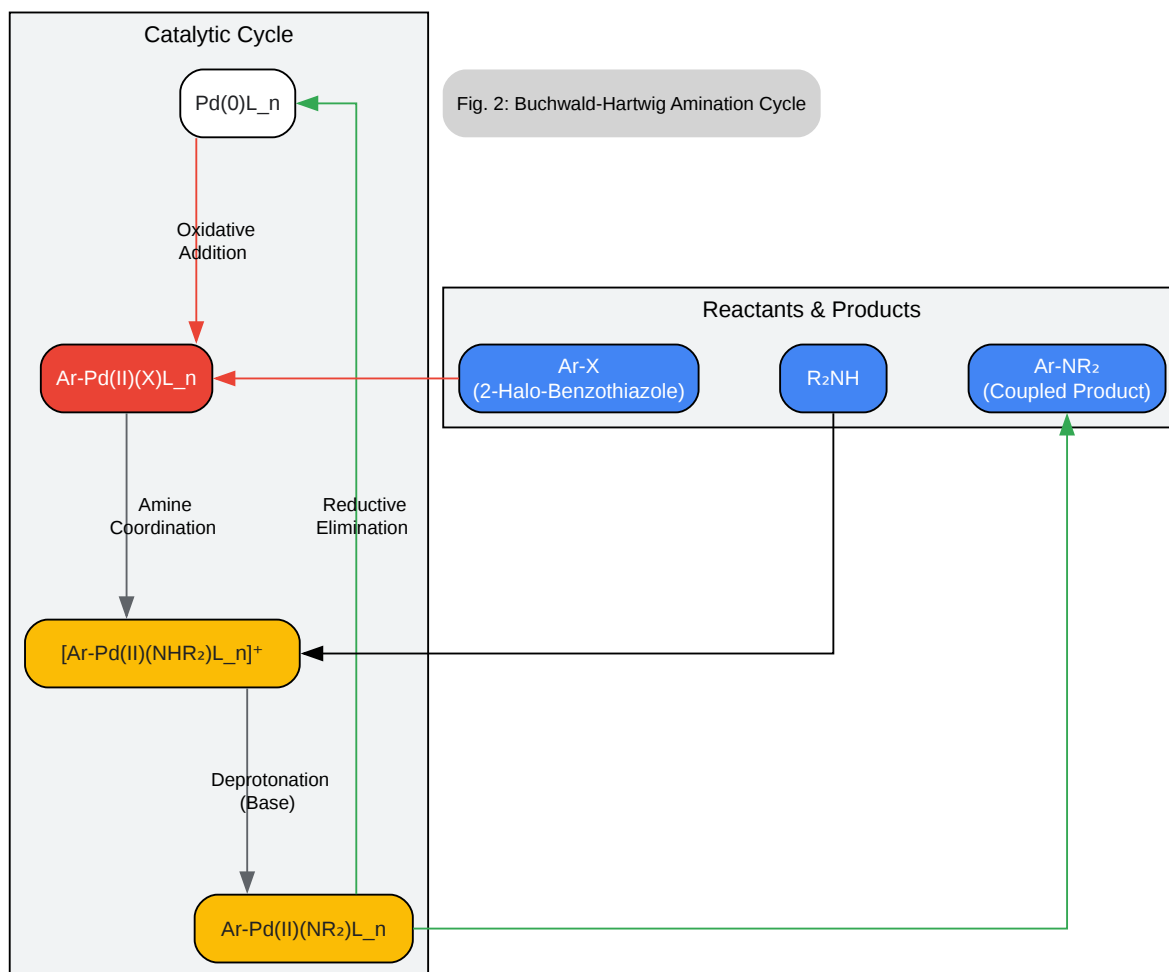 Catalytic Cycle
Pd(0)L_n
Fig. 2: Buchwald-Hartwig Amination Cycle
Oxidative
Addition
Reactants & Products
Ar-Pd(II)(X)L_n
Ar-X
(2-Halo-Benzothiazole)
R₂NH
Ar-NR₂
(Coupled Product)
Amine
Coordination
Reductive
Elimination
[Ar-Pd(II)(NHR₂)L_n]⁺
Deprotonation
(Base)
Ar-Pd(II)(NR₂)L_n